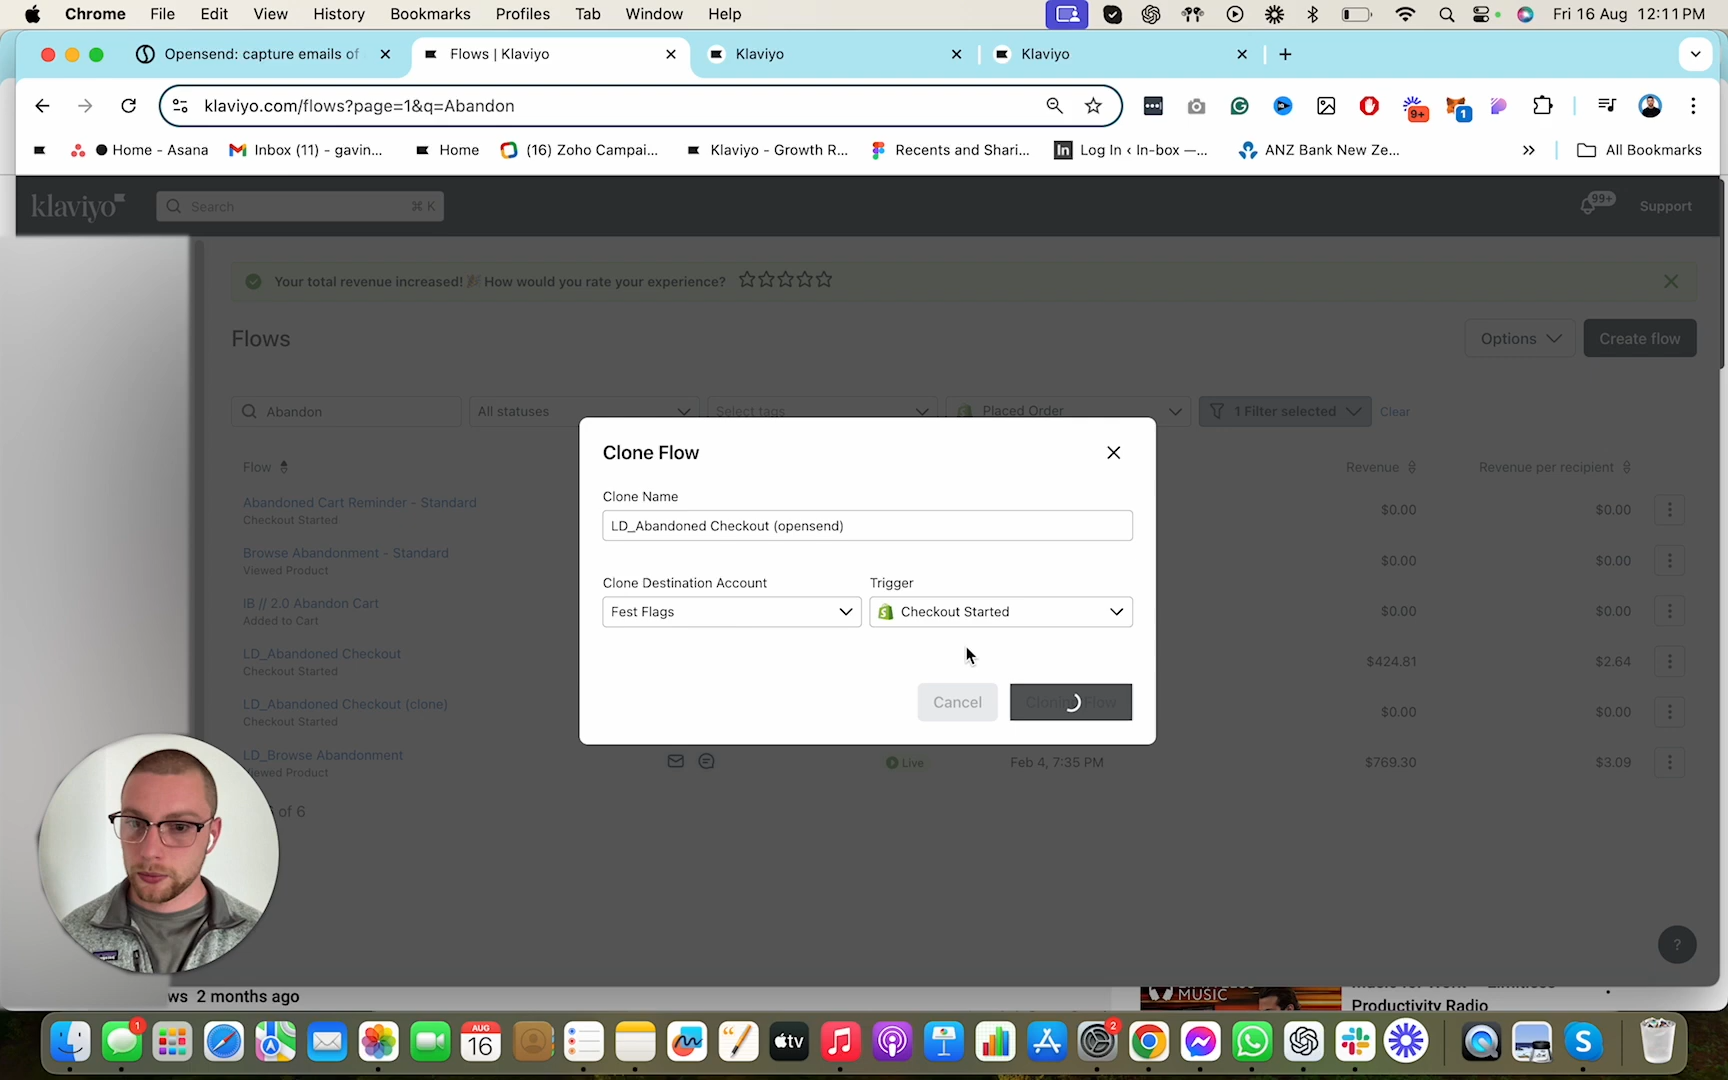 Chrome File Edit View History Bookmarks Profiles Tab Window Help Fri 16 Aug 12:11 PM
Opensend: capture emails of
Flows | Klaviyo
Klaviyo
Klaviyo
klaviyo.com/flows?page=1&q=Abandon
9+
1
Home - Asana
Inbox (11) - gavin...
Home
(16) Zoho Campai...
Klaviyo - Growth R...
Recents and Shari...
Log In ‹ In-box —...
ANZ Bank New Ze...
All Bookmarks
klaviyo
Search ⌘ K
99+
Support
Your total revenue increased! 🎉 How would you rate your experience?
Flows
Options
Create flow
Abandon
All statuses
Select tags
Placed Order
1 Filter selected
Clear
Flow
Revenue
Revenue per recipient
Abandoned Cart Reminder - Standard
Checkout Started
$0.00
$0.00
Browse Abandonment - Standard
Viewed Product
$0.00
$0.00
IB // 2.0 Abandon Cart
Added to Cart
$0.00
$0.00
LD_Abandoned Checkout
Checkout Started
$424.81
$2.64
LD_Abandoned Checkout (clone)
Checkout Started
$0.00
$0.00
LD_Browse Abandonment
Viewed Product
Live
Feb 4, 7:35 PM
$769.30
$3.09
of 6
Clone Flow
Clone Name
LD_Abandoned Checkout (opensend)
Clone Destination Account
Trigger
Fest Flags
Checkout Started
Cancel
Cloning Flow
?
ws 2 months ago
MUSIC
Productivity Radio
1
AUG
16
tv
2